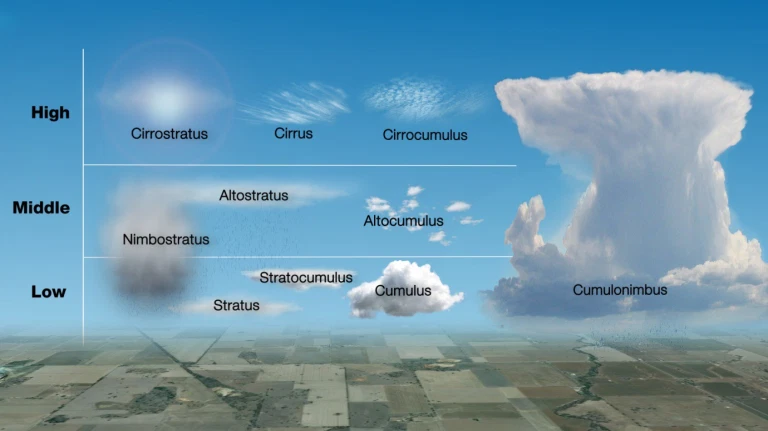 High
Cirrostratus
Cirrus
Cirrocumulus
Middle
Altostratus
Altocumulus
Nimbostratus
Low
Stratocumulus
Cumulus
Cumulonimbus
Stratus